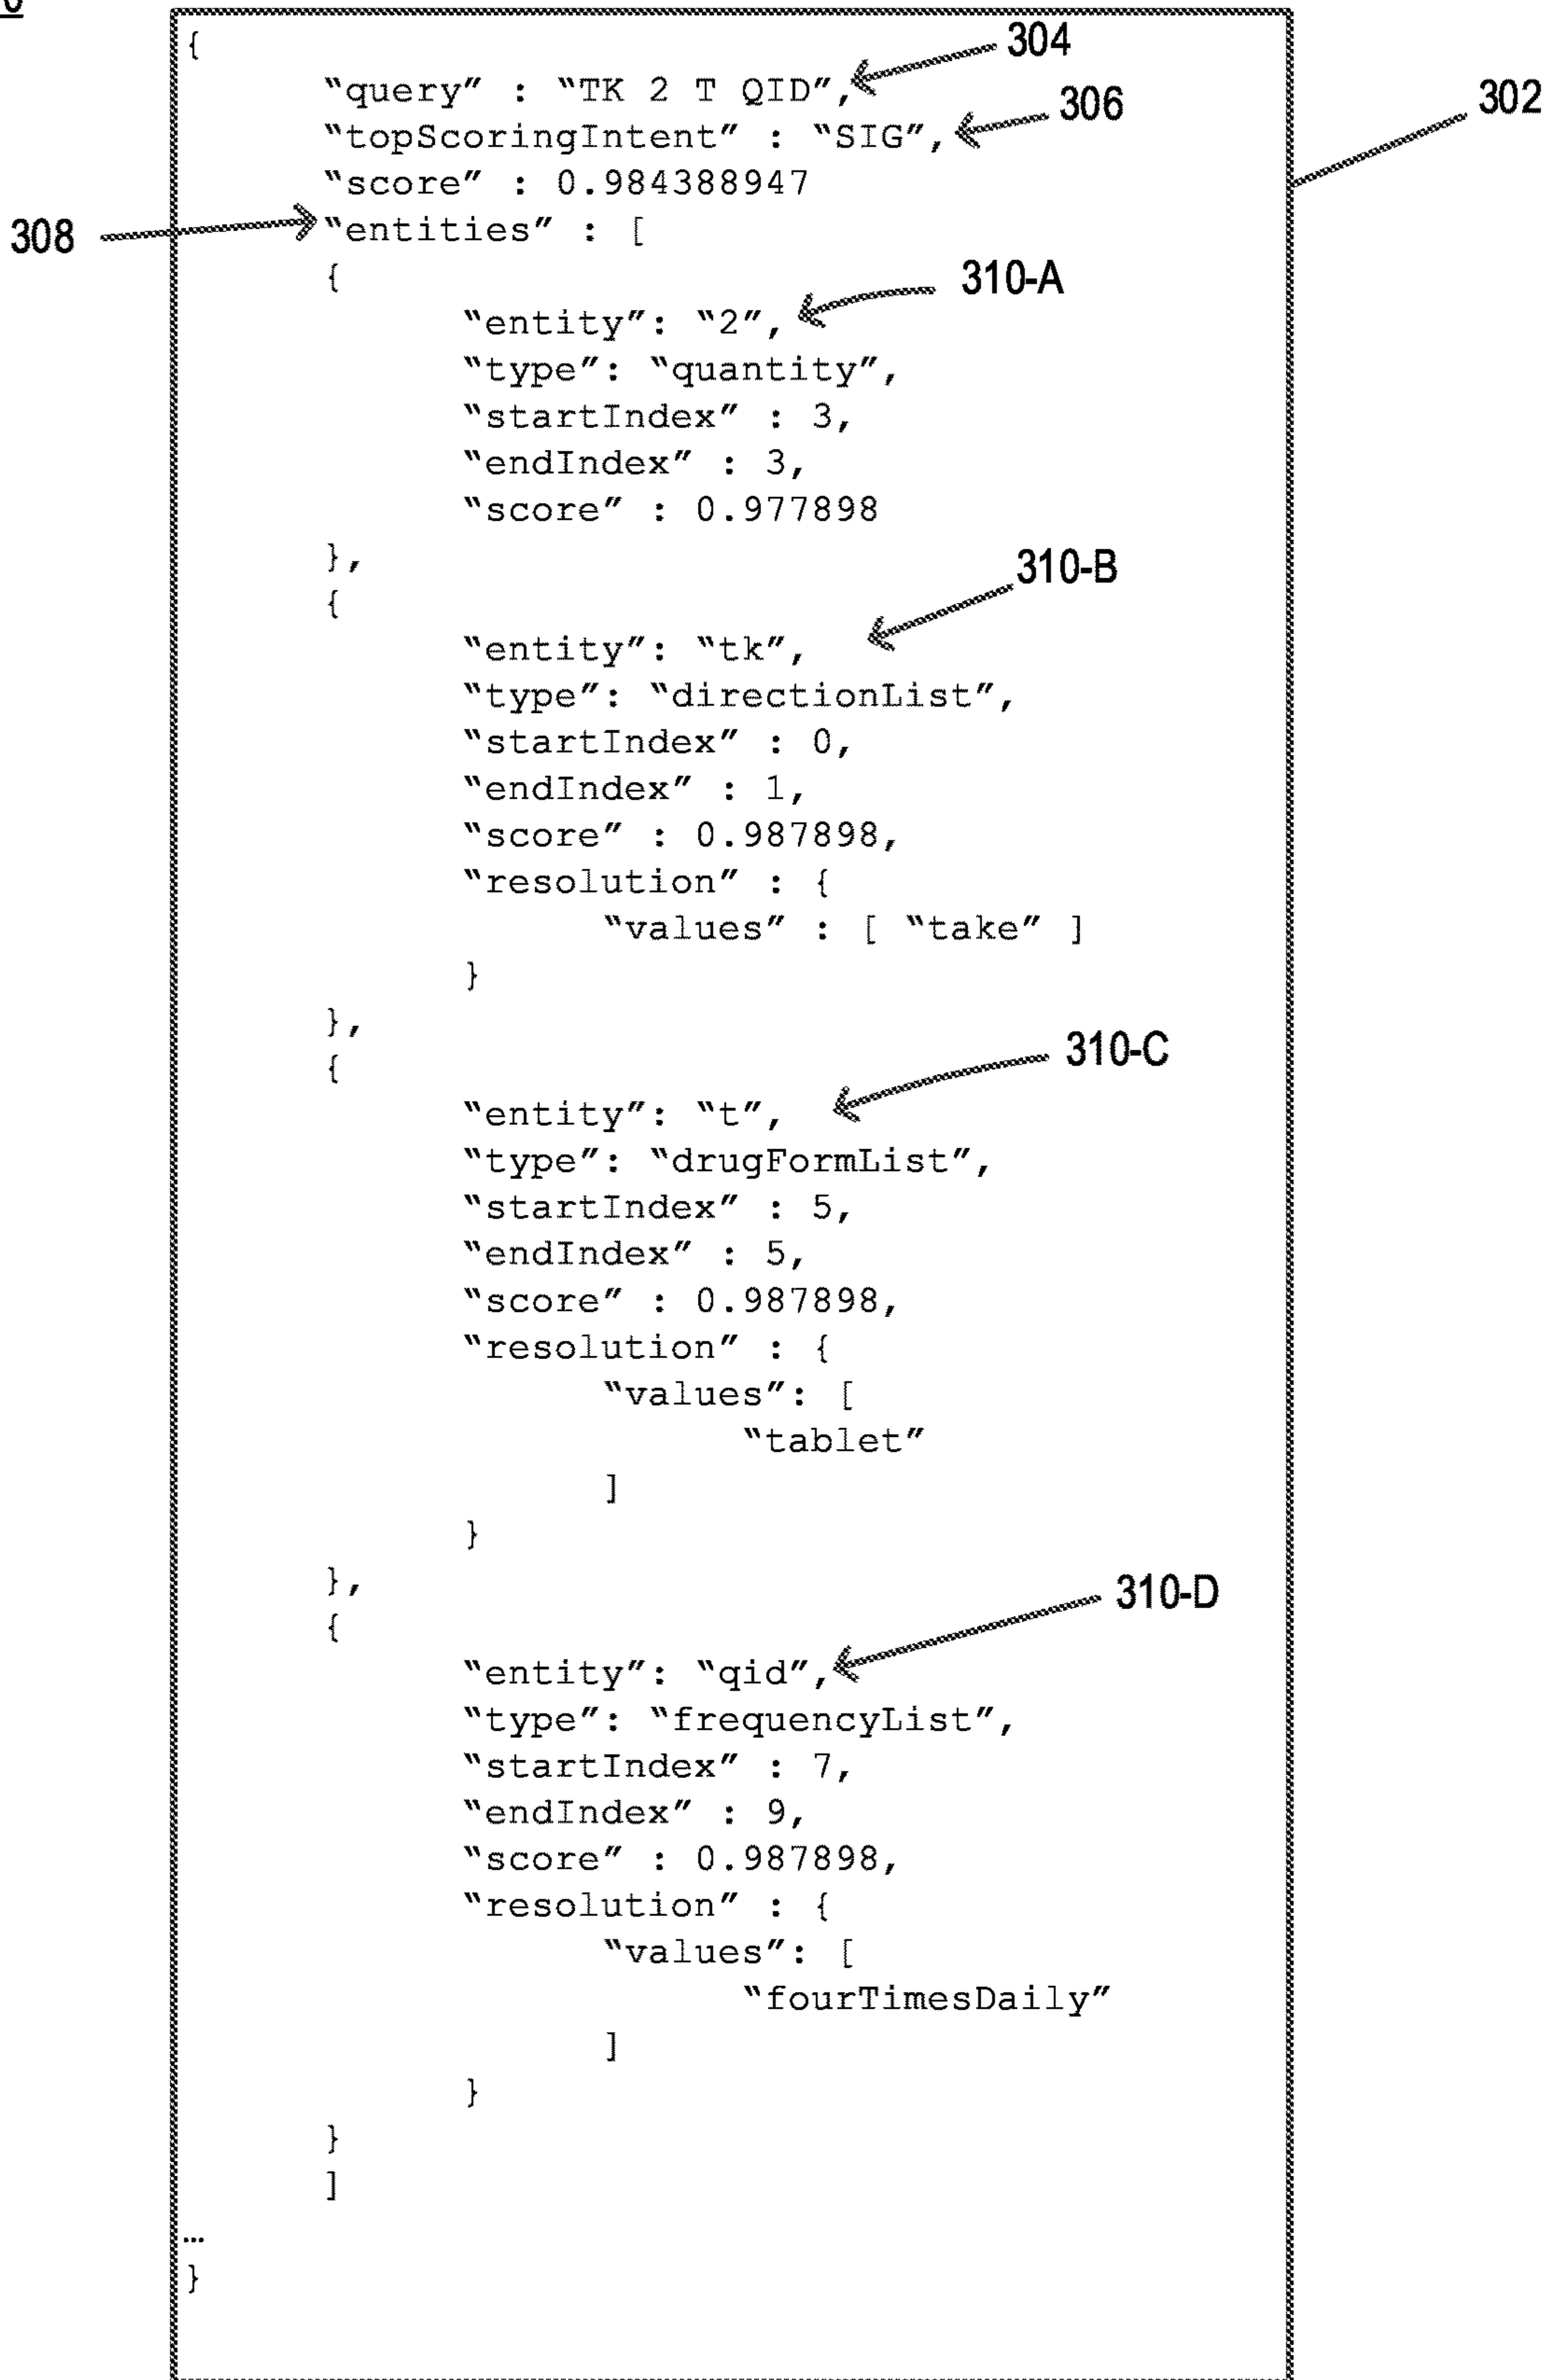 {
"query" : "TK 2 T QID", 304
"topScoringIntent" : "SIG", 306
302
"score" : 0.984388947
308 "entities" : [
{
310-A
"entity": "2",
"type": "quantity",
"startIndex" : 3,
"endIndex" : 3,
"score" : 0.977898
},
310-B
{
"entity": "tk",
"type": "directionList",
"startIndex" : 0,
"endIndex" : 1,
"score" : 0.987898,
"resolution" : {
"values" : [ "take" ]
}
},
310-C
{
"entity": "t",
"type": "drugFormList",
"startIndex" : 5,
"endIndex" : 5,
"score" : 0.987898,
"resolution" : {
"values": [
"tablet"
]
}
},
310-D
{
"entity": "qid",
"type": "frequencyList",
"startIndex" : 7,
"endIndex" : 9,
"score" : 0.987898,
"resolution" : {
"values": [
"fourTimesDaily"
]
}
}
]
…
}